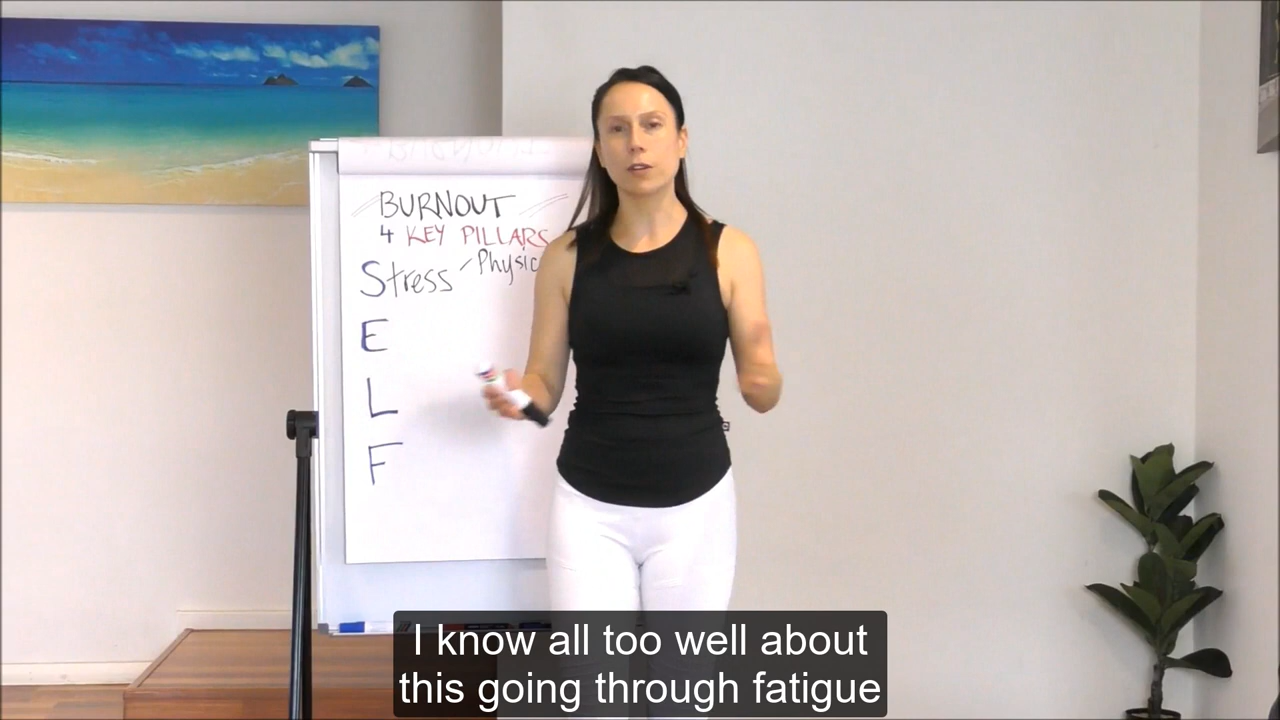 BURNOUT
4 KEY PILLARS
Stress
E
L
F
I know all too well about
this going through fatigue